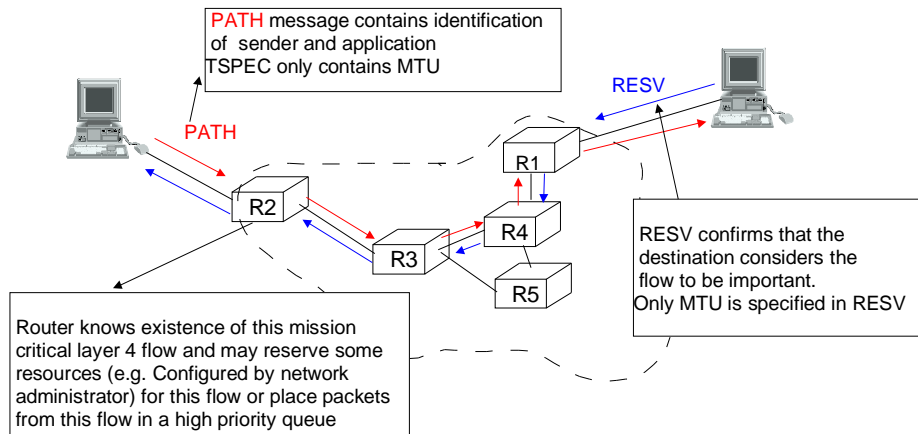 PATH message contains identification
of sender and application
TSPEC only contains MTU
RESV
PATH
R1
R2
R4
R3
R5
RESV confirms that the
destination considers the
flow to be important.
Only MTU is specified in RESV
Router knows existence of this mission
critical layer 4 flow and may reserve some
resources (e.g. Configured by network
administrator) for this flow or place packets
from this flow in a high priority queue